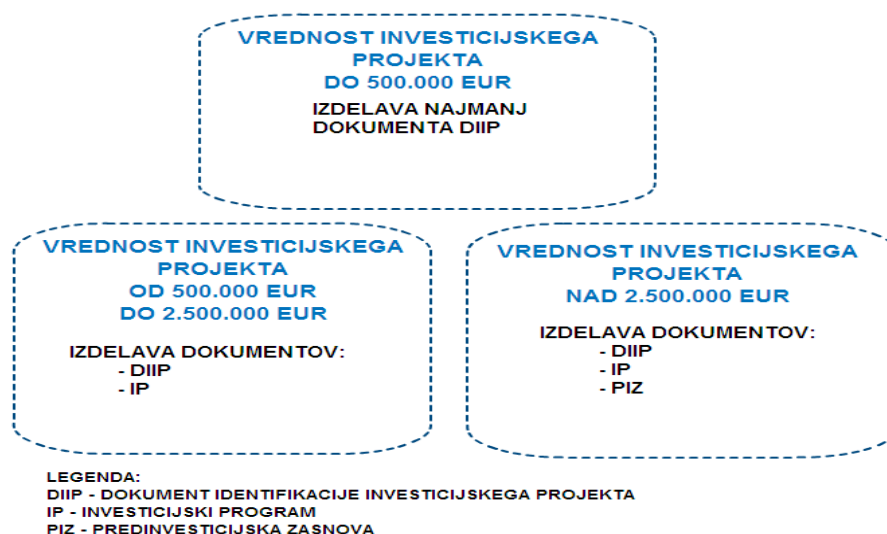 VREDNOST INVESTICIJSKEGA
PROJEKTA
DO 500.000 EUR
IZDELAVA NAJMANJ
DOKUMENTA DIIP
VREDNOST INVESTICIJSKEGA
PROJEKTA
OD 500.000 EUR
DO 2.500.000 EUR
IZDELAVA DOKUMENTOV:
- DIIP
- IP
VREDNOST INVESTICIJSKEGA
PROJEKTA
NAD 2.500.000 EUR
IZDELAVA DOKUMENTOV:
- DIIP
- IP
- PIZ
LEGENDA:
DIIP - DOKUMENT IDENTIFIKACIJE INVESTICIJSKEGA PROJEKTA
IP - INVESTICIJSKI PROGRAM
PIZ - PREDINVESTICIJSKA ZASNOVA